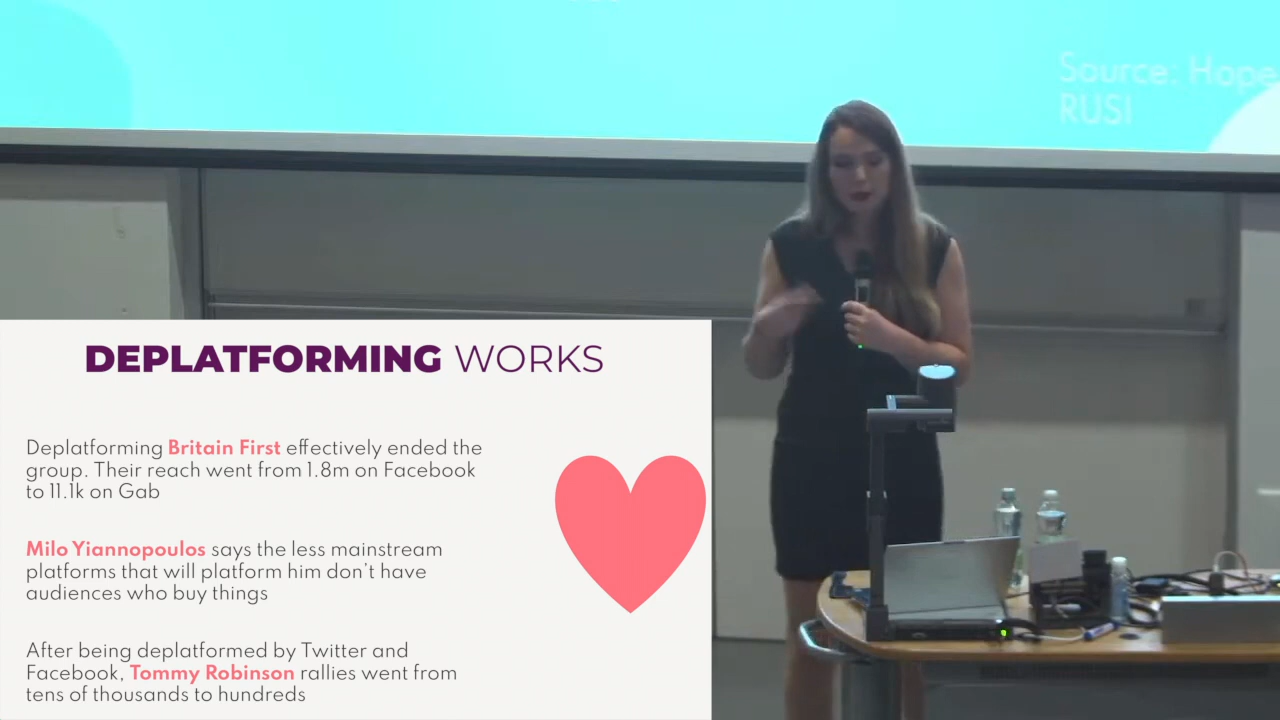 Source: Hope
RUSI
DEPLATFORMING WORKS
Deplatforming Britain First effectively ended the
group. Their reach went from 1.8m on Facebook
to 11.1k on Gab
Milo Yiannopoulos says the less mainstream
platforms that will platform him don't have
audiences who buy things
After being deplatformed by Twitter and
Facebook, Tommy Robinson rallies went from
tens of thousands to hundreds